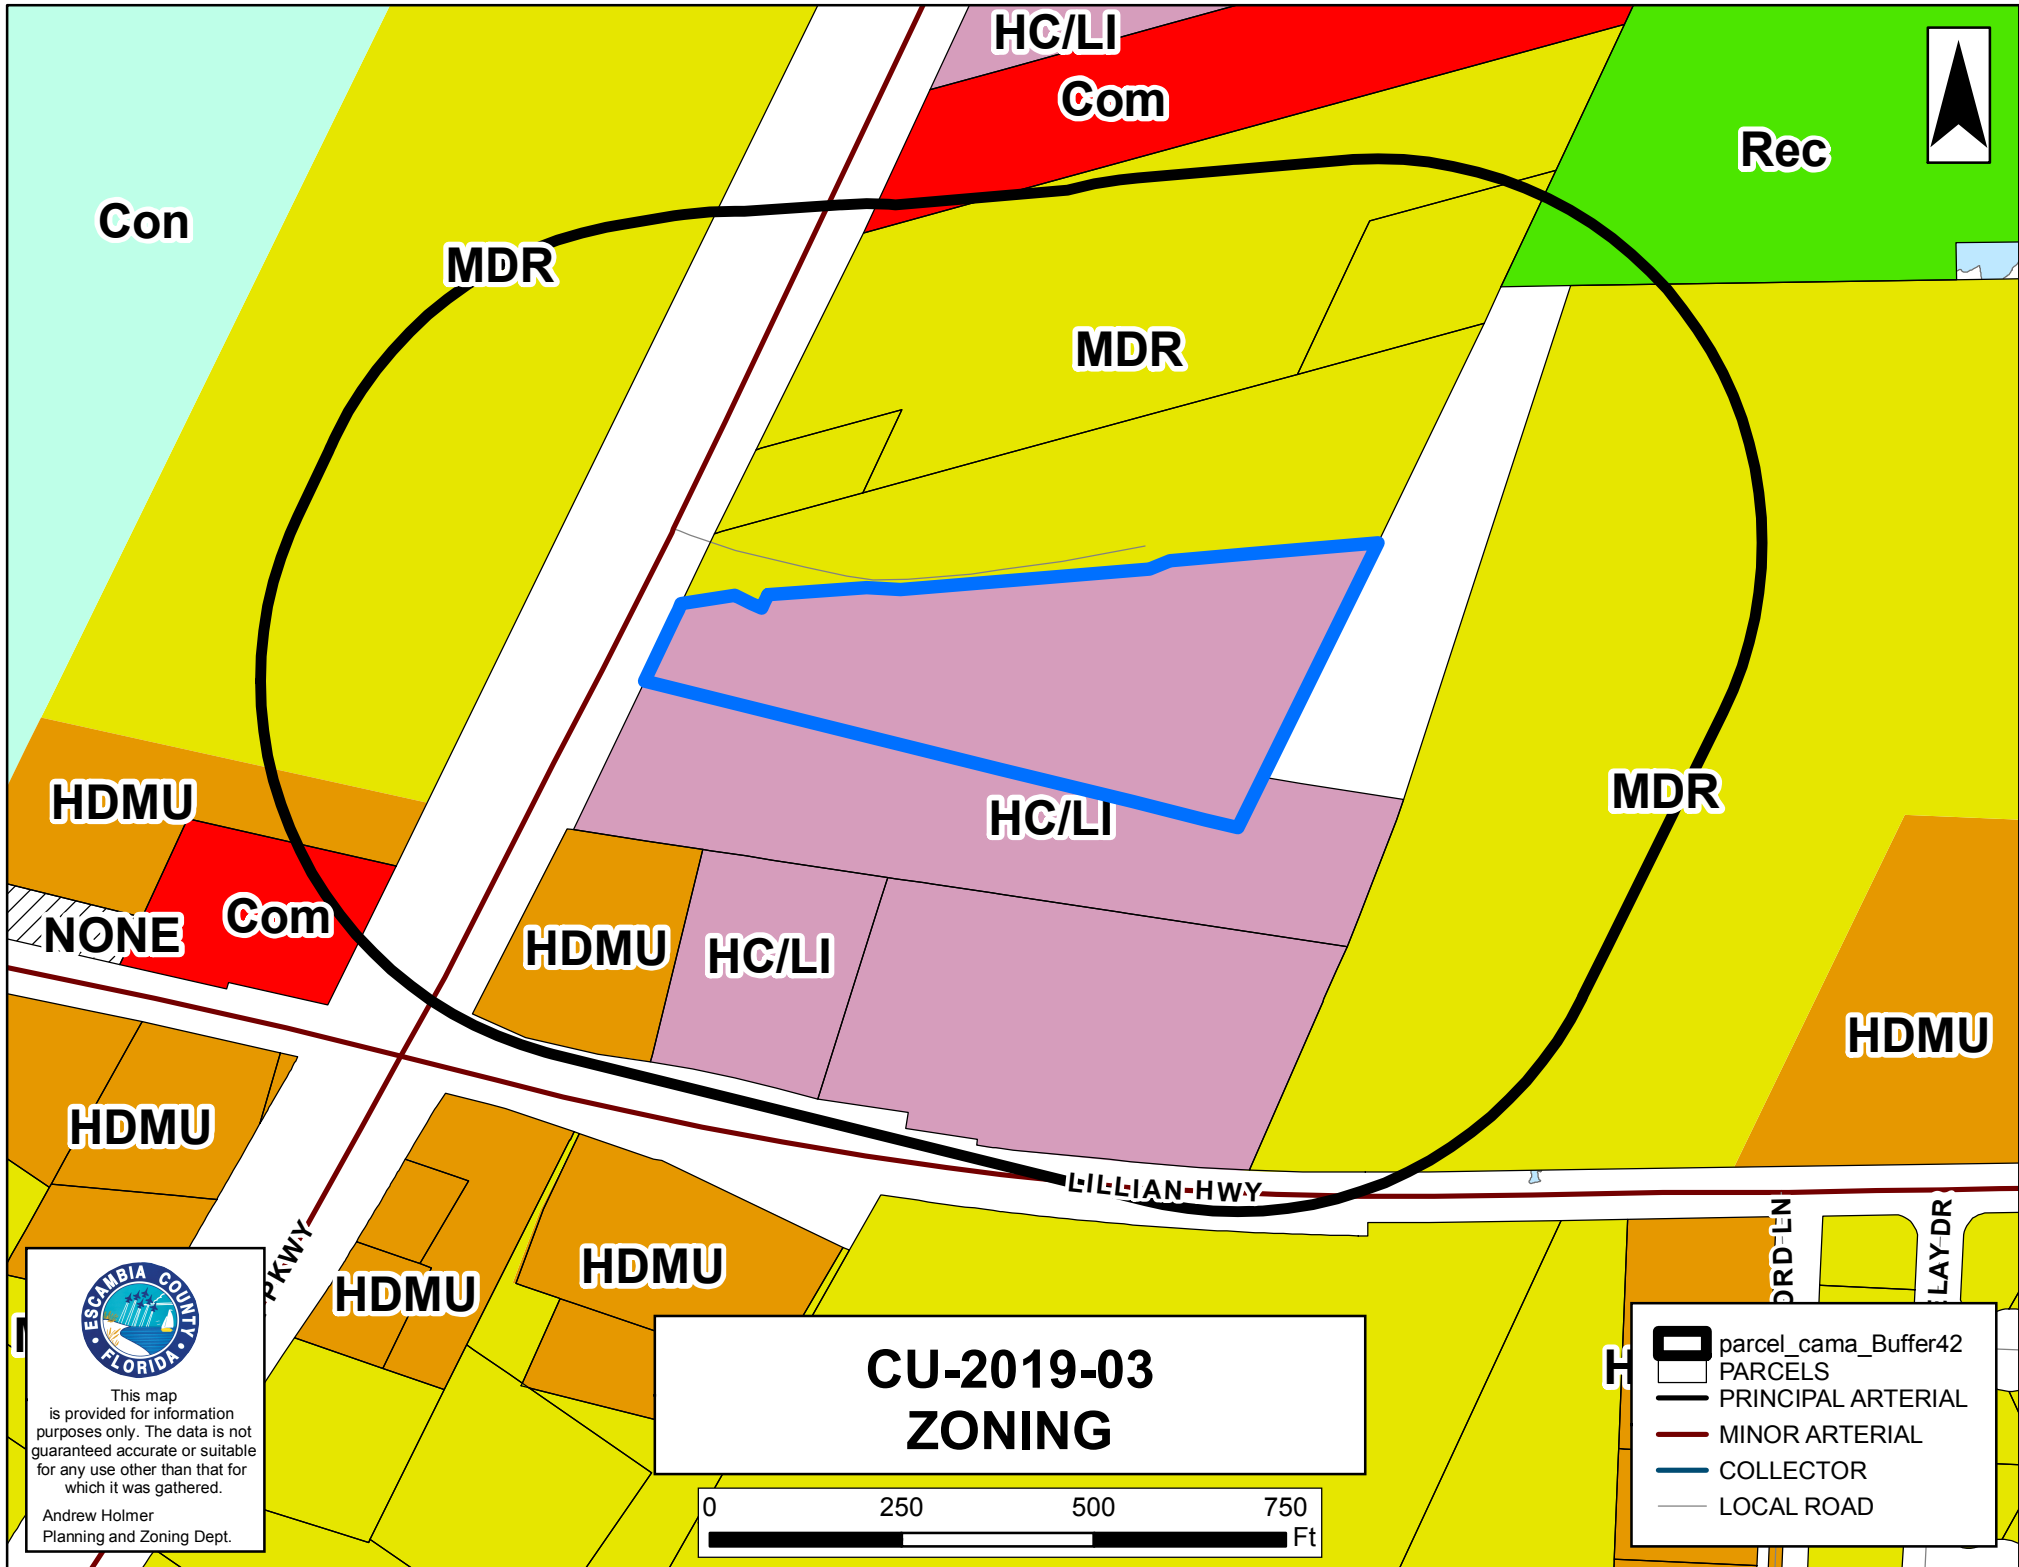 HC/LI
Com
Rec
Con
MDR
MDR
MDR
HDMU
HC/LI
Com
NONE
HDMU
HC/LI
HDMU
HDMU
LILLIAN HWY
PKWY
HDMU
HDMU
CU-2019-03
ZONING
0 250 500 750
Ft
ESCAMBIA COUNTY
FLORIDA
This map
is provided for information
purposes only. The data is not
guaranteed accurate or suitable
for any use other than that for
which it was gathered.
Andrew Holmer
Planning and Zoning Dept.
parcel_cama_Buffer42
PARCELS
PRINCIPAL ARTERIAL
MINOR ARTERIAL
COLLECTOR
LOCAL ROAD